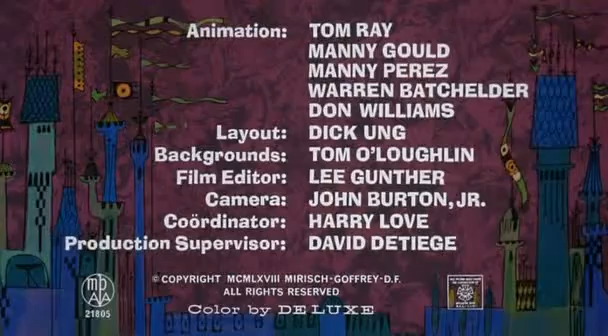 Animation: TOM RAY
MANNY GOULD
MANNY PEREZ
WARREN BATCHELDER
DON WILLIAMS
Layout: DICK UNG
Backgrounds: TOM O'LOUGHLIN
Film Editor: LEE GUNTHER
Camera: JOHN BURTON, JR.
Coördinator: HARRY LOVE
Production Supervisor: DAVID DETIEGE
©COPYRIGHT MCMLXVIII MIRISCH-GOFFREY-D.F.
ALL RIGHTS RESERVED
Color by DE LUXE
mpaa
21805